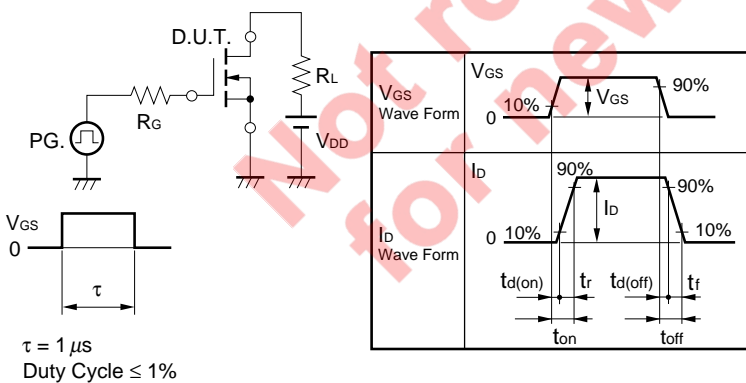 D.U.T.
RL
RG
VDD
PG.
VGS
0
τ
τ = 1 μs
Duty Cycle ≤ 1%
VGS
Wave Form
VGS
10%
0
VGS
90%
ID
Wave Form
ID
90%
10%
0
ID
90%
10%
td(on)
tr
td(off)
tf
ton
toff
Not re
for new